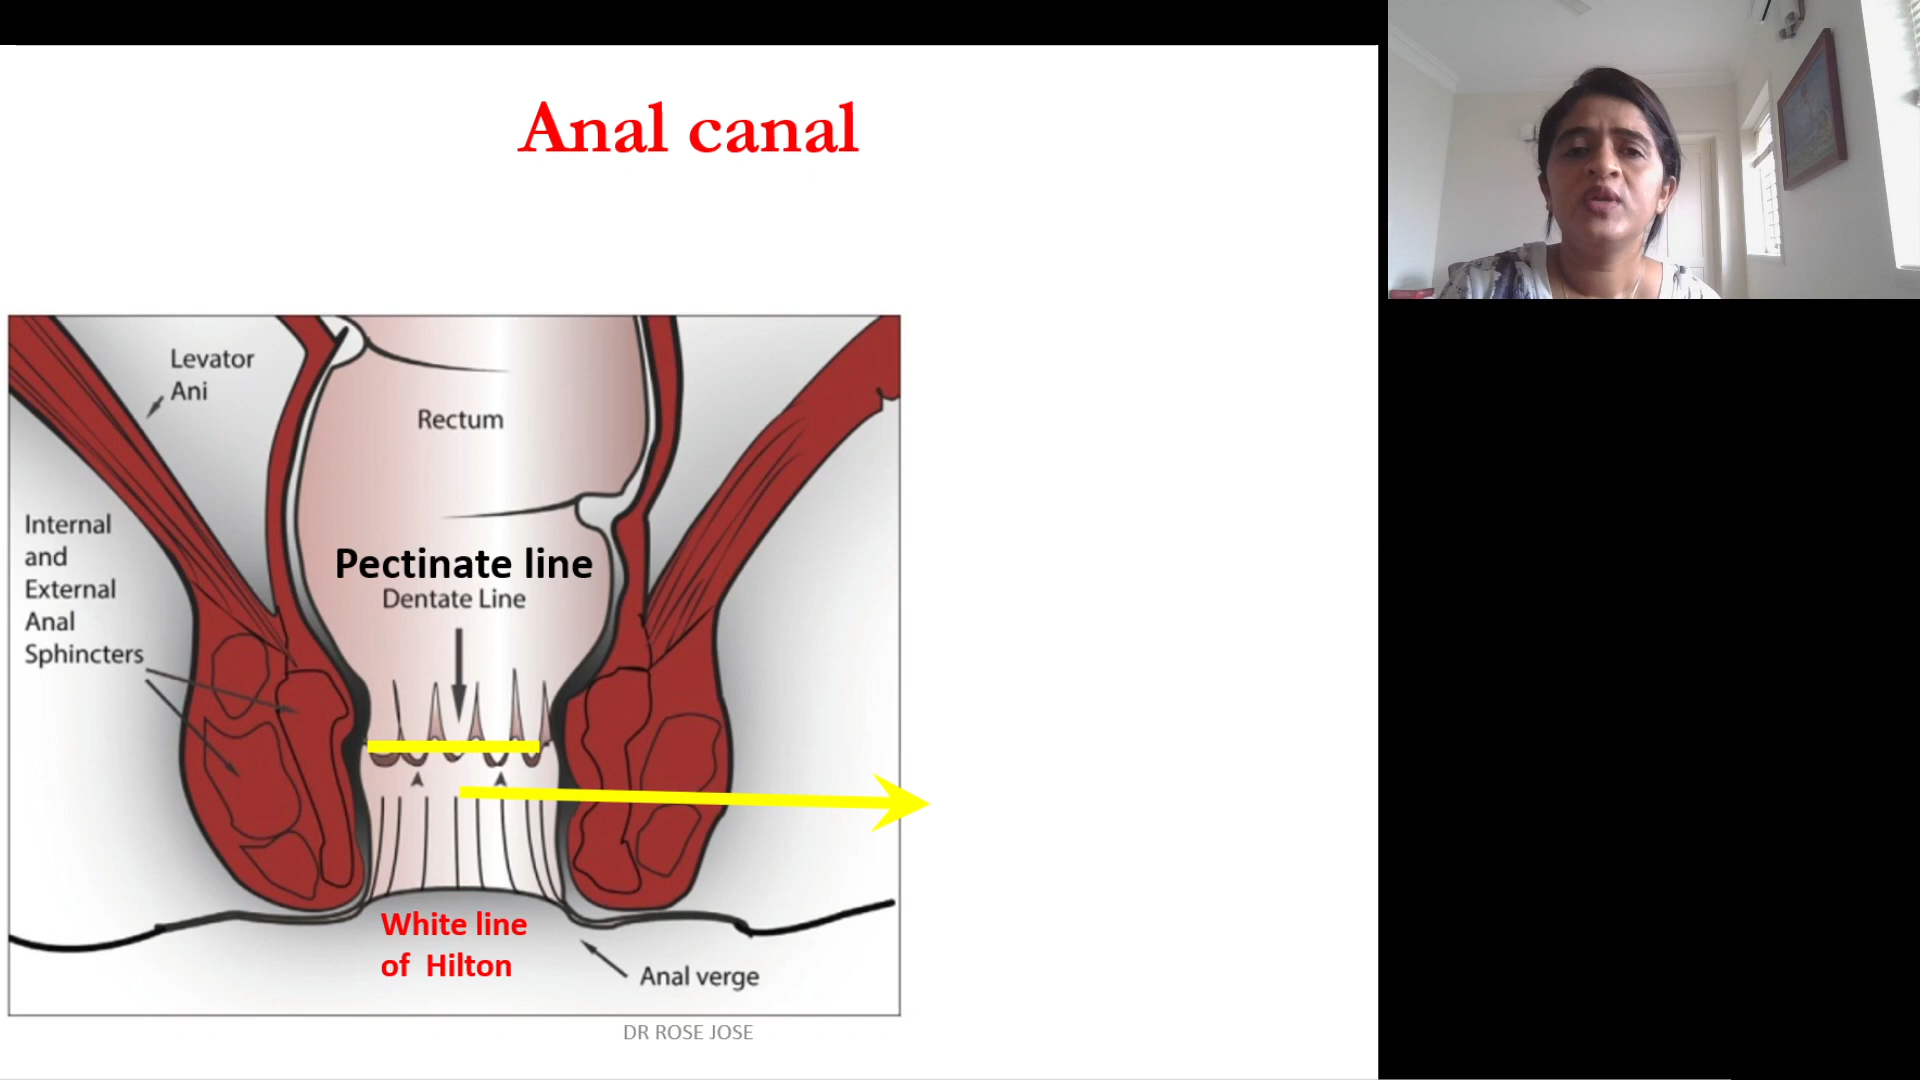 Anal canal
Levator
Ani
Rectum
Internal
and
External
Anal
Sphincters
Pectinate line
Dentate Line
White line
of Hilton
Anal verge
DR ROSE JOSE